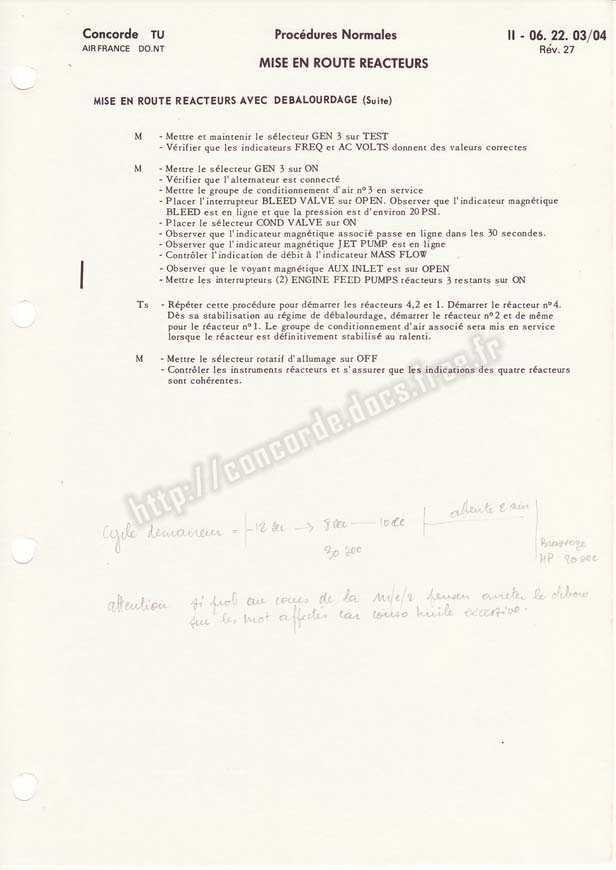 Concorde TU
AIR FRANCE DO.NT
Procédures Normales
II - 06. 22. 03/04
Rév. 27
MISE EN ROUTE REACTEURS
MISE EN ROUTE REACTEURS AVEC DEBALOURDAGE (Suite)
M - Mettre et maintenir le sélecteur GEN 3 sur TEST
- Vérifier que les indicateurs FREQ et AC VOLTS donnent des valeurs correctes
M - Mettre le sélecteur GEN 3 sur ON
- Vérifier que l'alternateur est connecté
- Mettre le groupe de conditionnement d'air n°3 en service
- Placer l'interrupteur BLEED VALVE sur OPEN. Observer que l'indicateur magnétique
BLEED est en ligne et que la pression est d'environ 20 PSI.
- Placer le sélecteur COND VALVE sur ON
- Observer que l'indicateur magnétique associé passe en ligne dans les 30 secondes.
- Observer que l'indicateur magnétique JET PUMP est en ligne
- Contrôler l'indication de débit à l'indicateur MASS FLOW
- Observer que le voyant magnétique AUX INLET est sur OPEN
- Mettre les interrupteurs (2) ENGINE FEED PUMPS réacteurs 3 restants sur ON
Ts - Répéter cette procédure pour démarrer les réacteurs 4,2 et 1. Démarrer le réacteur n°4.
Dès sa stabilisation au régime de débalourdage, démarrer le réacteur n°2 et de même
pour le réacteur n°1. Le groupe de conditionnement d'air associé sera mis en service
lorsque le réacteur est définitivement stabilisé au ralenti.
M - Mettre le sélecteur rotatif d'allumage sur OFF
- Contrôler les instruments réacteurs et s'assurer que les indications des quatre réacteurs
sont cohérentes.
http://concorde.docs.free.fr
Cycle demarreur = 12 sec → 8 sec — 10 sec attente 2 min
30 sec
HP 20 sec
attention si prob au cours de la m/e/r penser arreter le debow
sur les mot affectés car conso huile excessive.